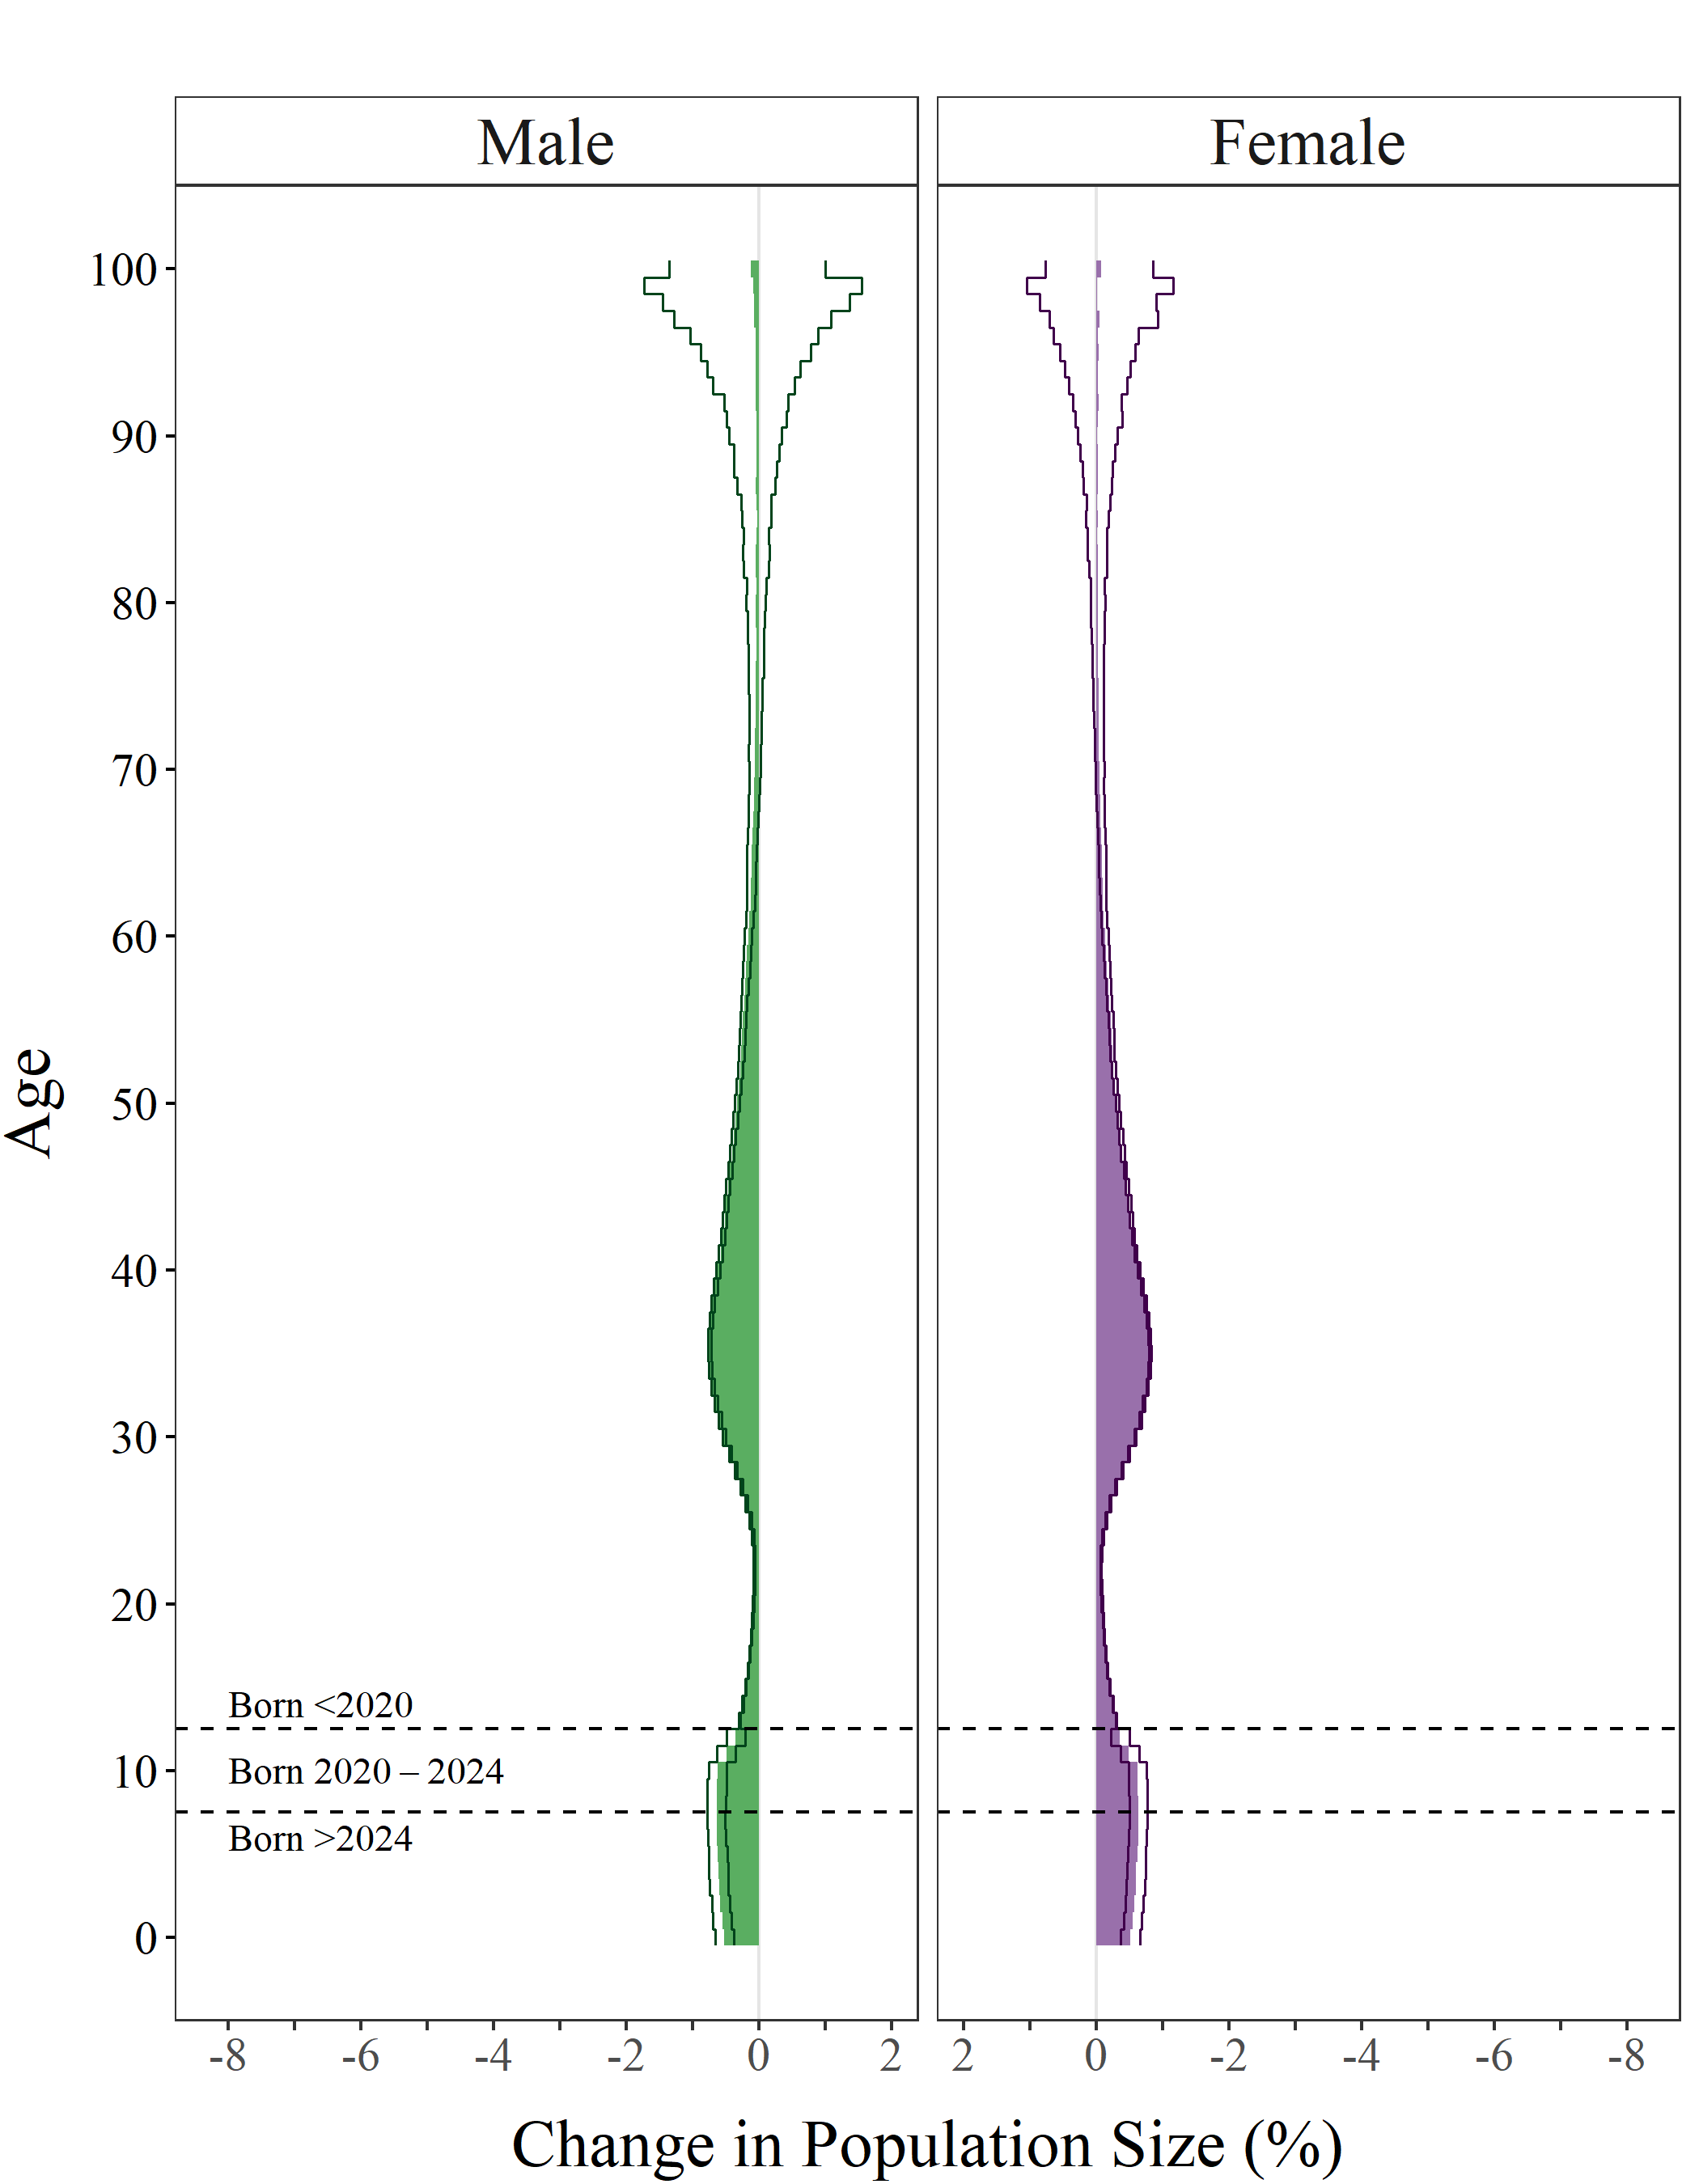 Male
Female
100
90
80
70
60
50
40
30
20
10
0
Age
Born <2020
Born 2020 – 2024
Born >2024
-8 -6 -4 -2 0 2
2 0 -2 -4 -6 -8
Change in Population Size (%)